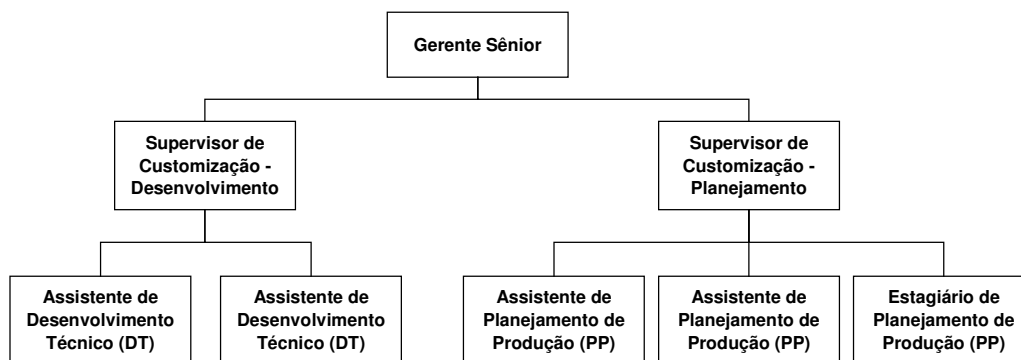 Gerente Sênior
Supervisor de
Customização -
Desenvolvimento
Supervisor de
Customização -
Planejamento
Assistente de
Desenvolvimento
Técnico (DT)
Assistente de
Desenvolvimento
Técnico (DT)
Assistente de
Planejamento de
Produção (PP)
Assistente de
Planejamento de
Produção (PP)
Estagiário de
Planejamento de
Produção (PP)